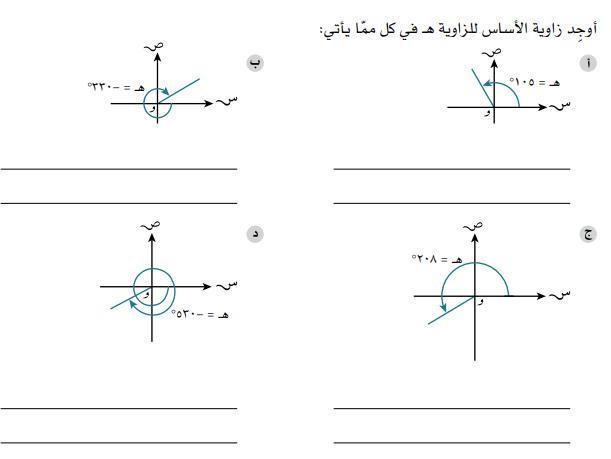 أوجِد زاوية الأساس للزاوية هـ في كل ممّا يأتي:
أ
ص
هـ = ١٠٥°
س
و
ب
ص
هـ = −٣٣٠°
س
و
ج
ص
هـ = ٢٠٨°
س
و
د
ص
س
و
هـ = −٥٣٠°